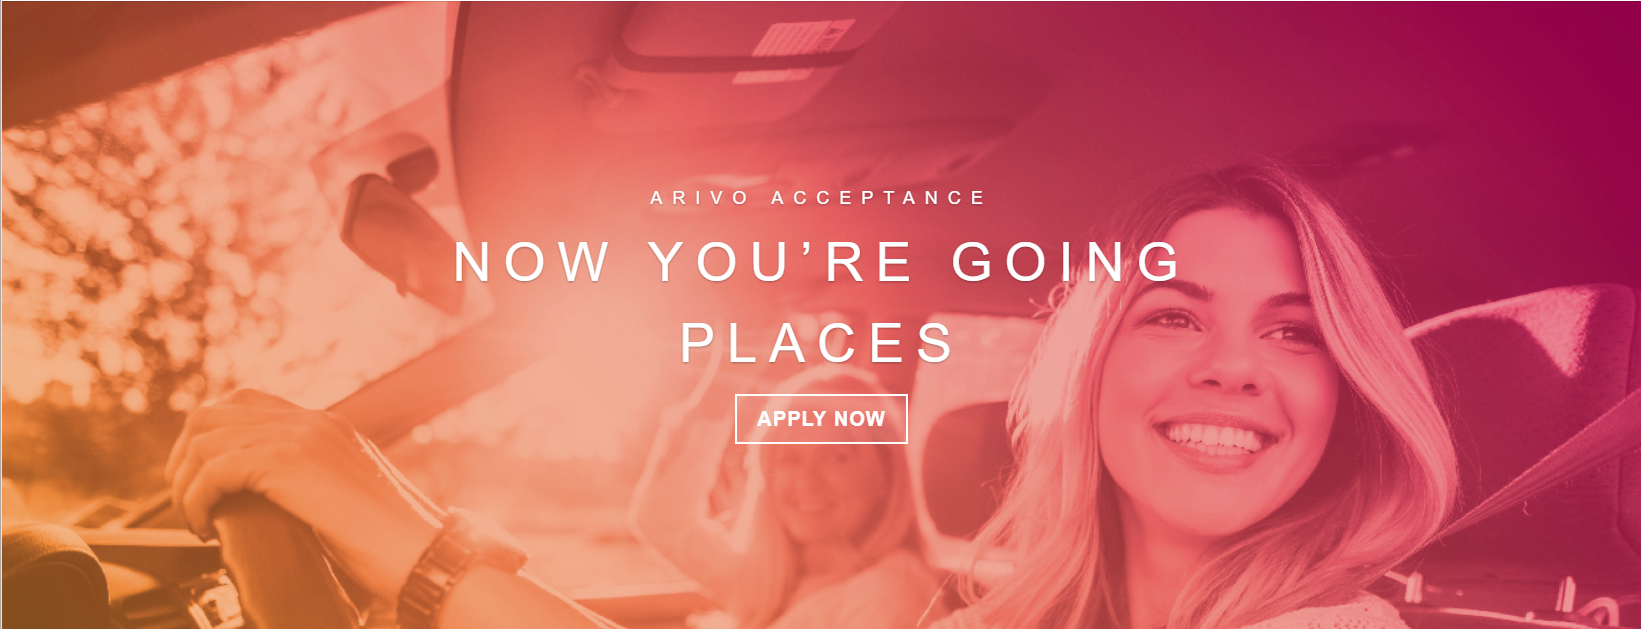 ARIVO ACCEPTANCE
NOW YOU’RE GOING
PLACES
APPLY NOW